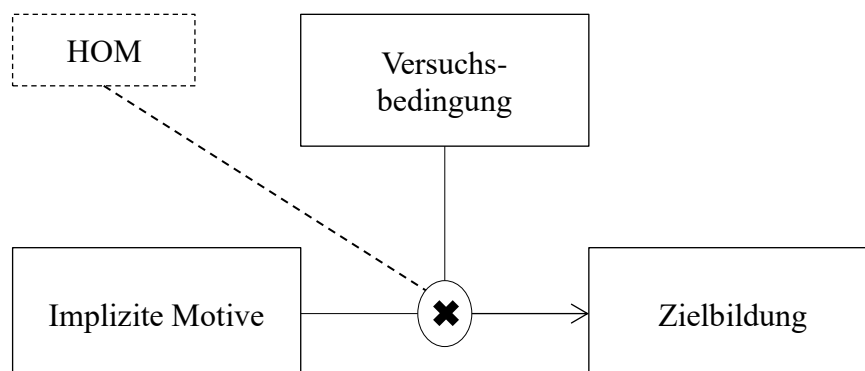 HOM
Versuchs-
bedingung
Implizite Motive
Zielbildung